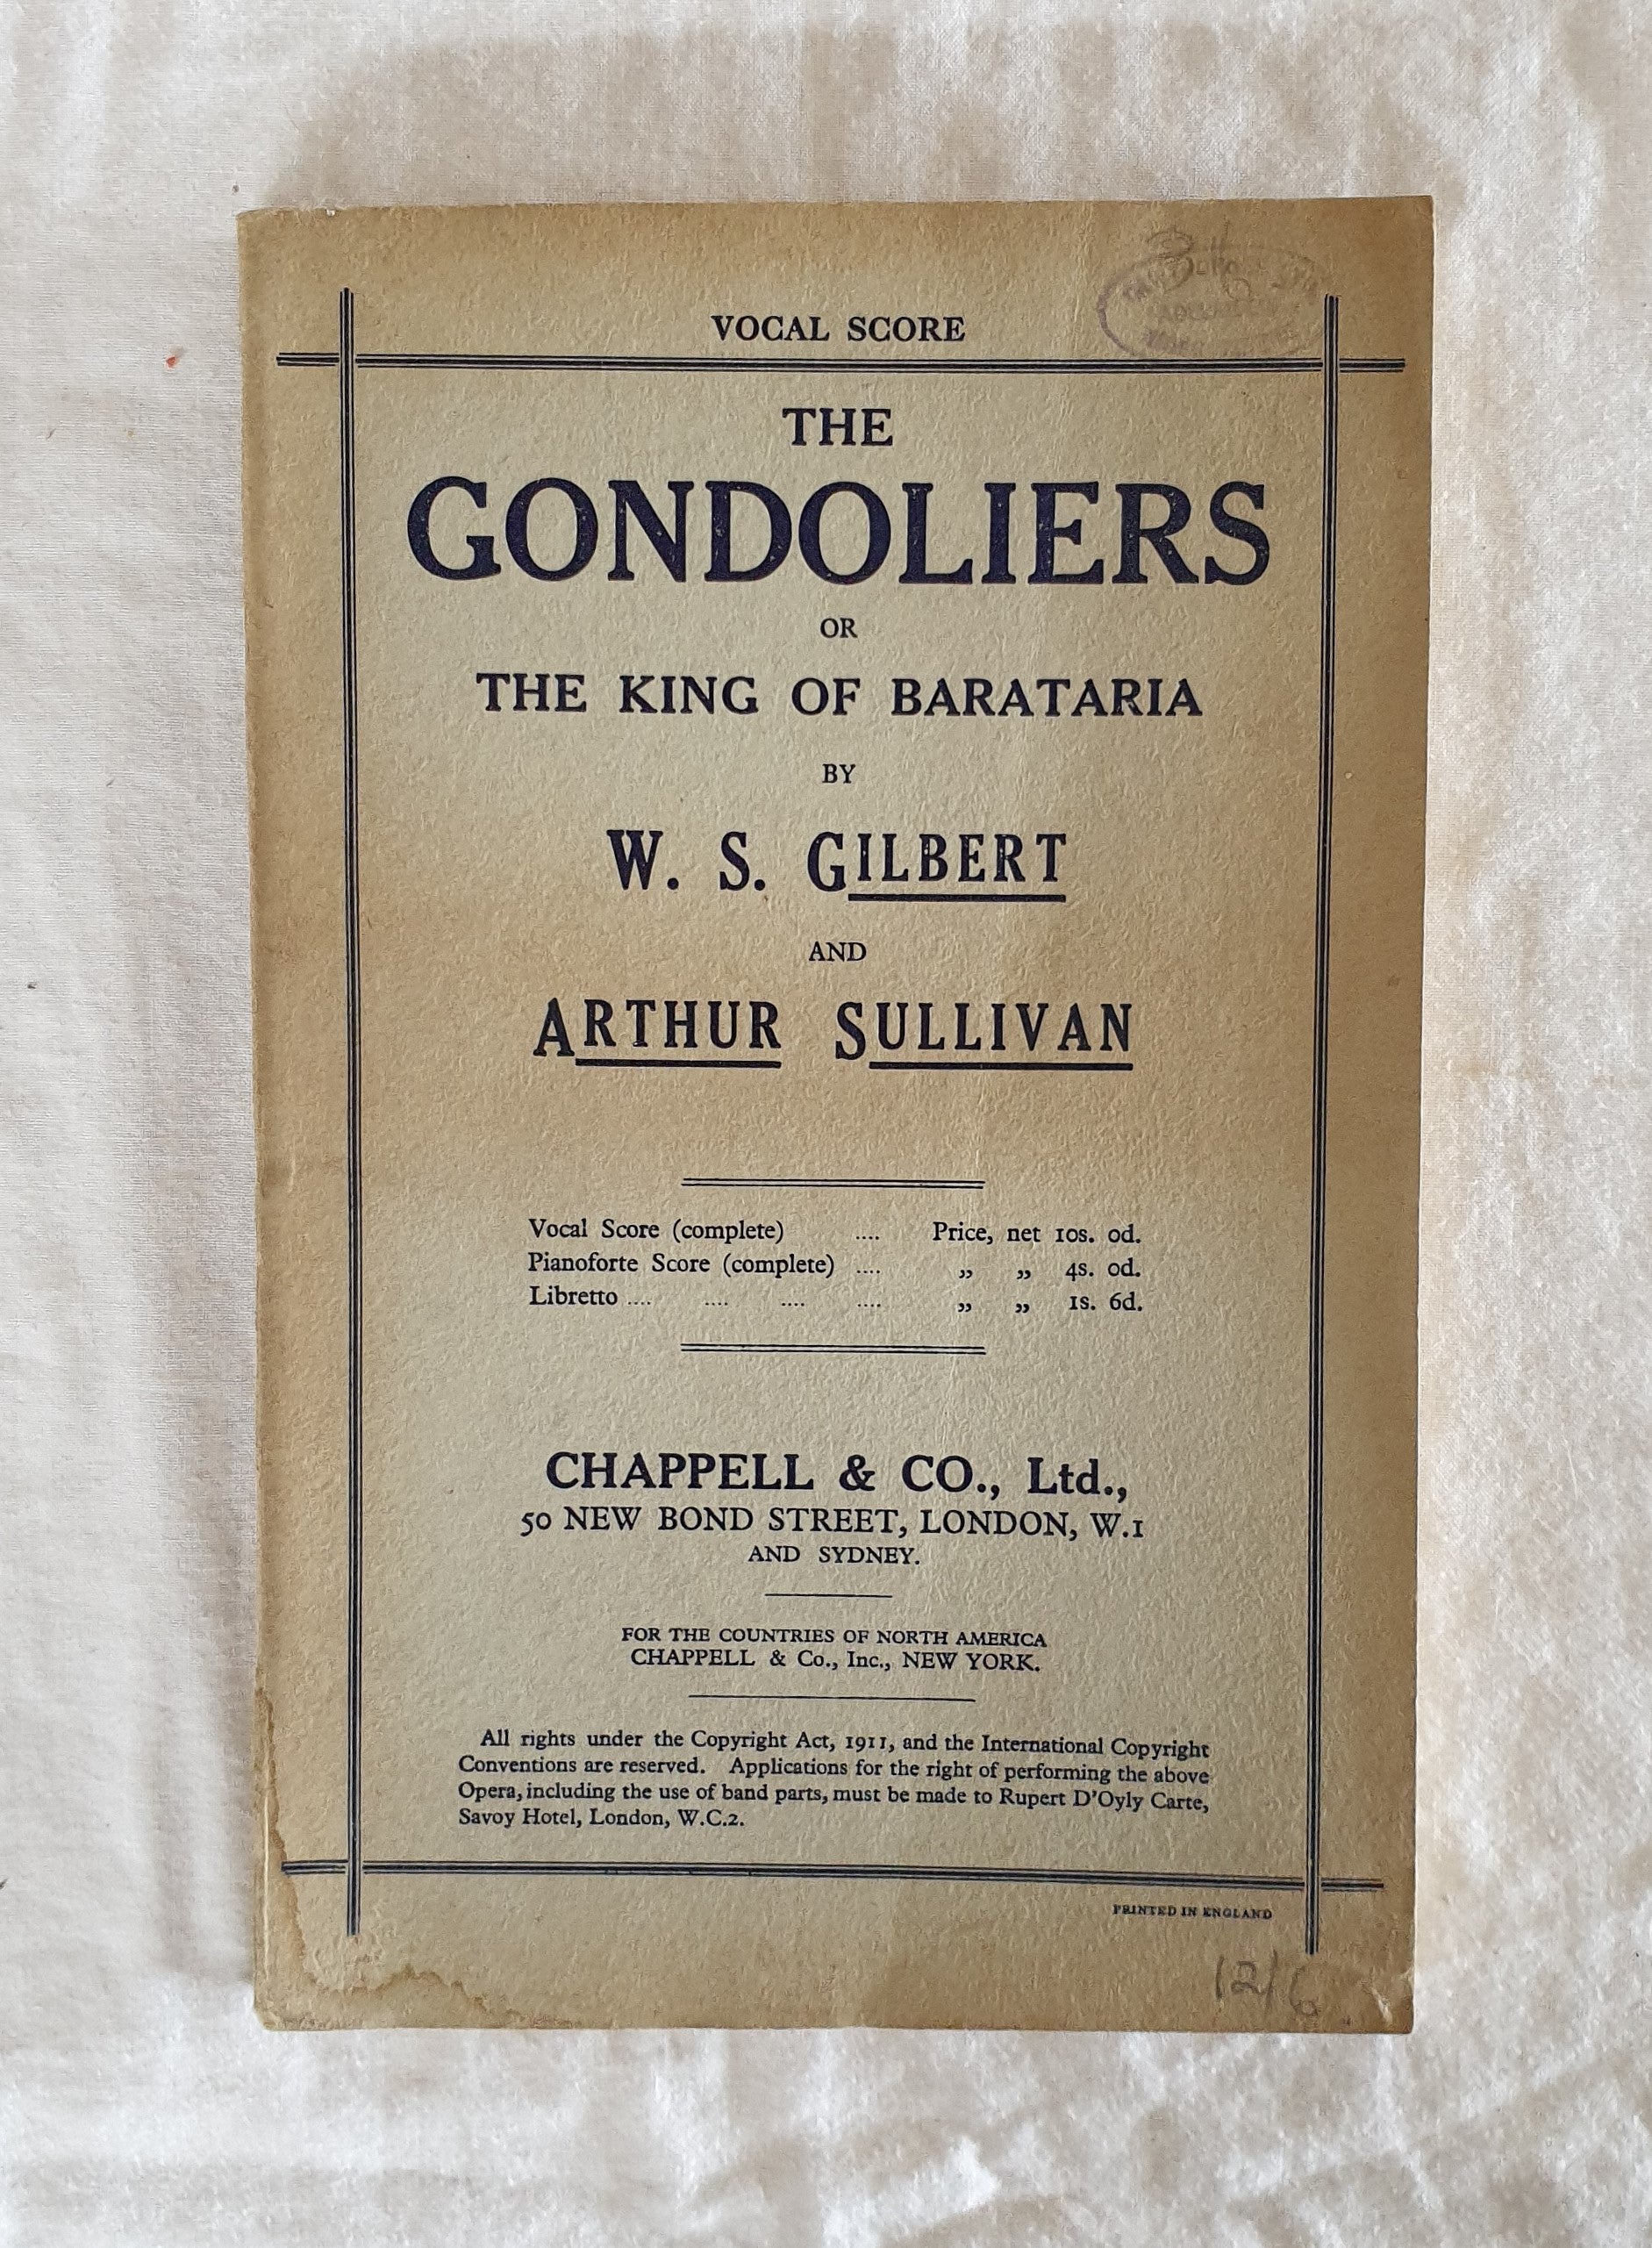 VOCAL SCORE
THE
GONDOLIERS
OR
THE KING OF BARATARIA
BY
W. S. GILBERT
AND
ARTHUR SULLIVAN
Vocal Score (complete) .... Price, net 10s. 0d.
Pianoforte Score (complete) .... „ „ 4s. 0d.
Libretto .... .... .... .... „ „ 1s. 6d.
CHAPPELL & CO., Ltd.,
50 NEW BOND STREET, LONDON, W.1
AND SYDNEY.
FOR THE COUNTRIES OF NORTH AMERICA
CHAPPELL & Co., Inc., NEW YORK.
All rights under the Copyright Act, 1911, and the International Copyright
Conventions are reserved. Applications for the right of performing the above
Opera, including the use of band parts, must be made to Rupert D'Oyly Carte,
Savoy Hotel, London, W.C.2.
PRINTED IN ENGLAND
12/6